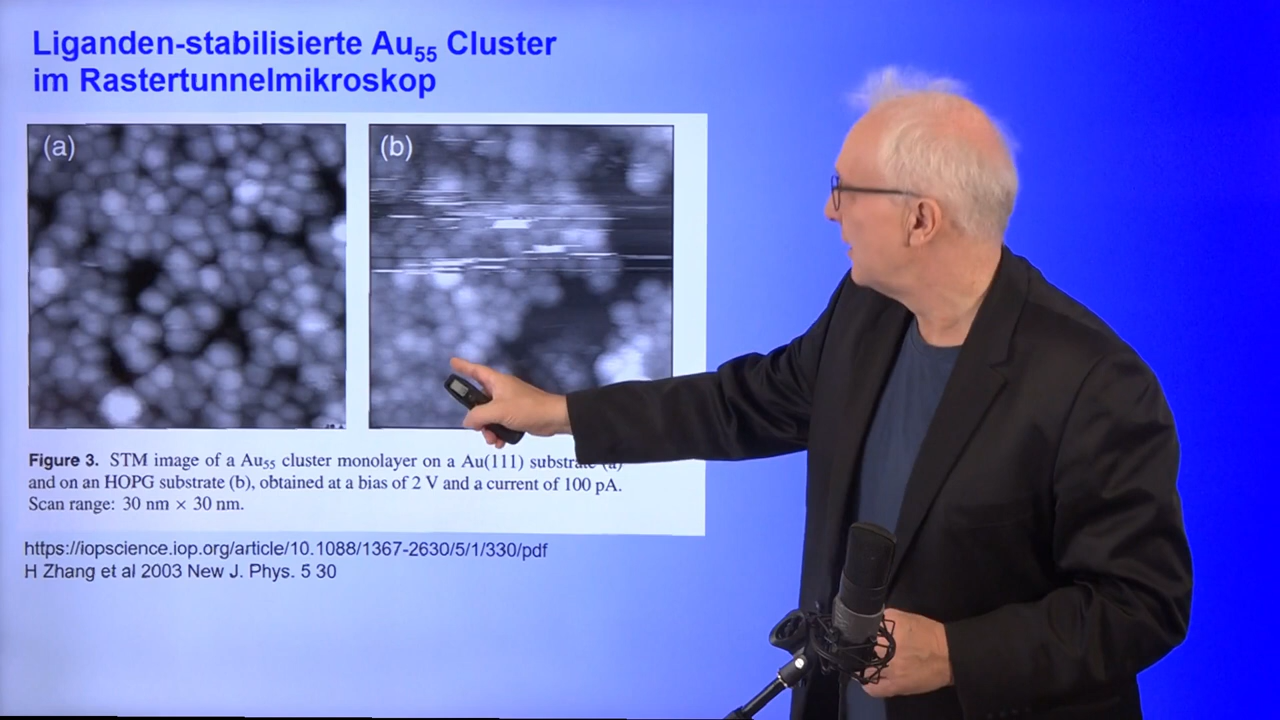 Liganden-stabilisierte Au₅₅ Cluster
im Rastertunnelmikroskop
(a)
(b)
Figure 3. STM image of a Au₅₅ cluster monolayer on a Au(111) substrate (a)
and on an HOPG substrate (b), obtained at a bias of 2 V and a current of 100 pA.
Scan range: 30 nm × 30 nm.
https://iopscience.iop.org/article/10.1088/1367-2630/5/1/330/pdf
H Zhang et al 2003 New J. Phys. 5 30